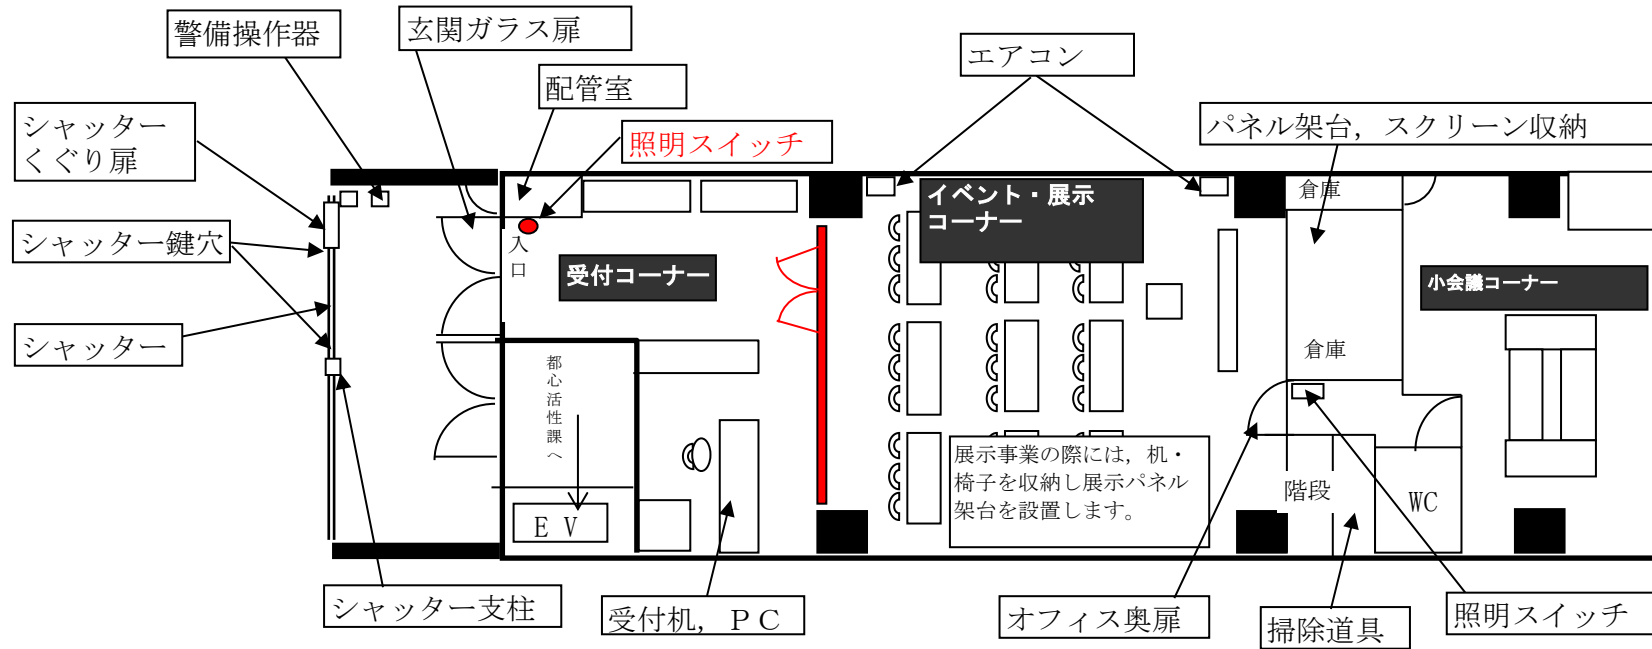 警備操作器
玄関ガラス扉
エアコン
配管室
シャッター
くぐり扉
照明スイッチ
パネル架台，スクリーン収納
倉庫
イベント・展示
コーナー
シャッター鍵穴
入
口
受付コーナー
小会議コーナー
シャッター
倉庫
都
心
活
性
課
へ
展示事業の際には，机・
椅子を収納し展示パネル
架台を設置します。
階段
WC
ＥＶ
シャッター支柱
受付机，ＰＣ
オフィス奥扉
掃除道具
照明スイッチ